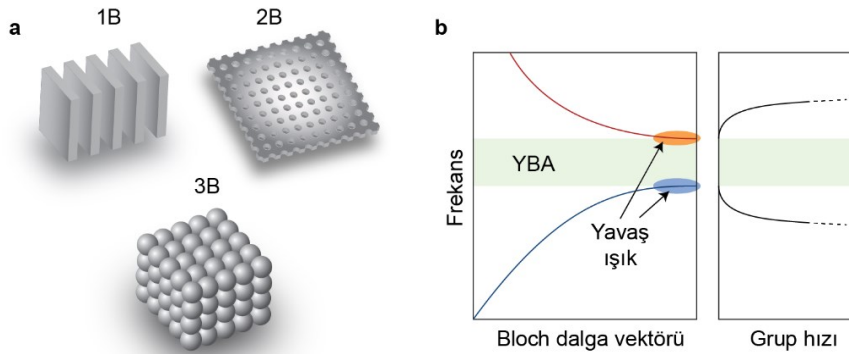 a
1B
2B
3B
b
Frekans
YBA
Yavaş
ışık
Bloch dalga vektörü
Grup hızı